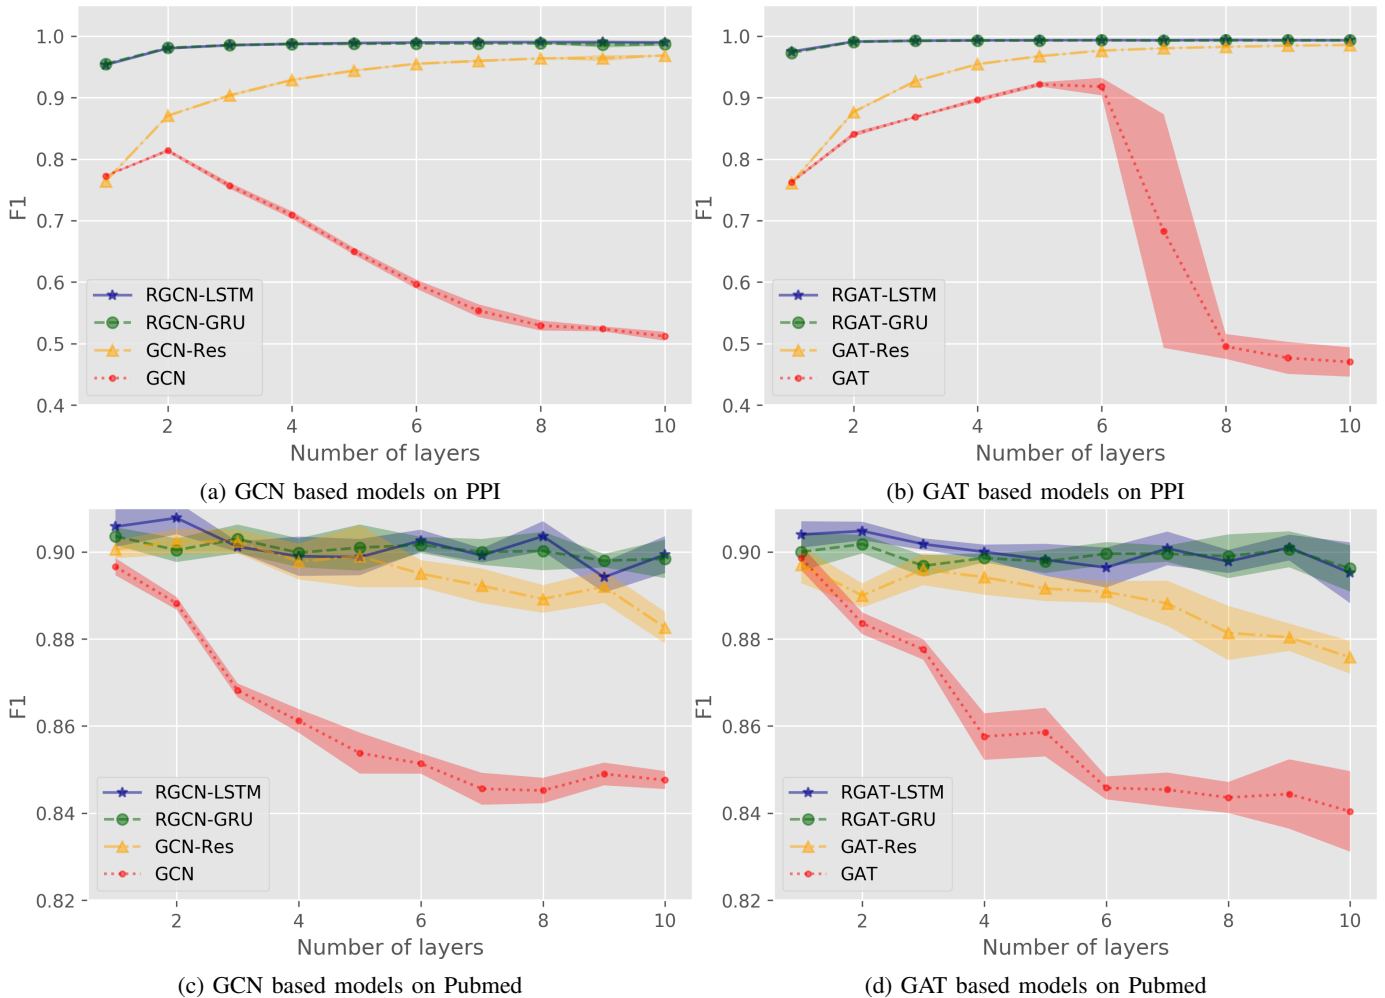 1.0
0.9
0.8
0.7
0.6
0.5
0.4
F1
RGCN-LSTM
RGCN-GRU
GCN-Res
GCN
2 4 6 8 10
Number of layers
(a) GCN based models on PPI
1.0
0.9
0.8
0.7
0.6
0.5
0.4
F1
RGAT-LSTM
RGAT-GRU
GAT-Res
GAT
2 4 6 8 10
Number of layers
(b) GAT based models on PPI
0.90
0.88
0.86
0.84
0.82
F1
RGCN-LSTM
RGCN-GRU
GCN-Res
GCN
2 4 6 8 10
Number of layers
(c) GCN based models on Pubmed
0.90
0.88
0.86
0.84
0.82
F1
RGAT-LSTM
RGAT-GRU
GAT-Res
GAT
2 4 6 8 10
Number of layers
(d) GAT based models on Pubmed